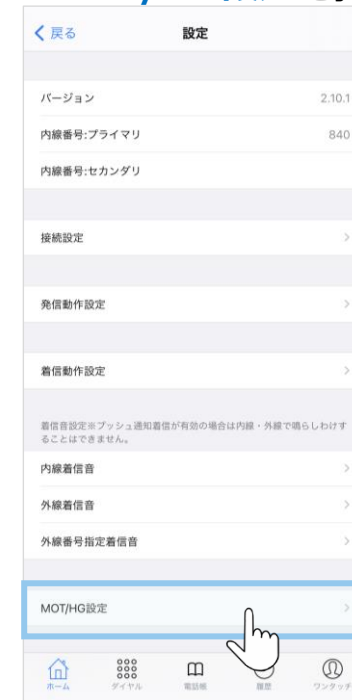 戻る
設定
バージョン 2.10.1
内線番号:プライマリ 840
内線番号:セカンダリ
接続設定
発信動作設定
着信動作設定
着信音設定※プッシュ通知着信が有効の場合は内線・外線で鳴らしわけす
ることはできません。
内線着信音
外線着信音
外線番号指定着信音
MOT/HG設定
ホーム ダイヤル 電話帳 履歴 ワンタッチ